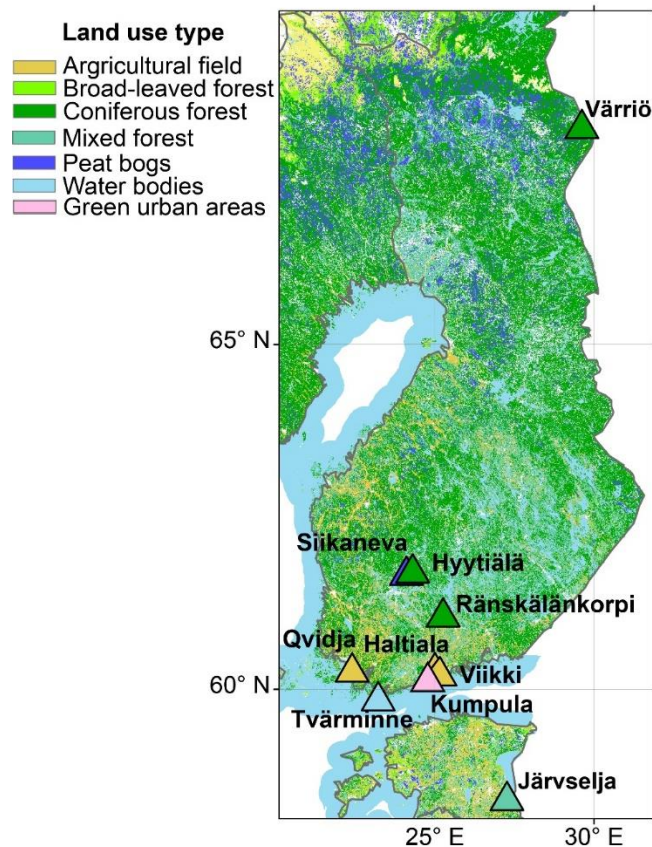 Land use type
Argricultural field
Broad-leaved forest
Coniferous forest
Mixed forest
Peat bogs
Water bodies
Green urban areas
Värriö
65° N
Siikaneva
Hyytiälä
Ränskälänkorpi
Qvidja
Haltiala
Viikki
60° N
Kumpula
Tvärminne
Järvselja
25° E
30° E